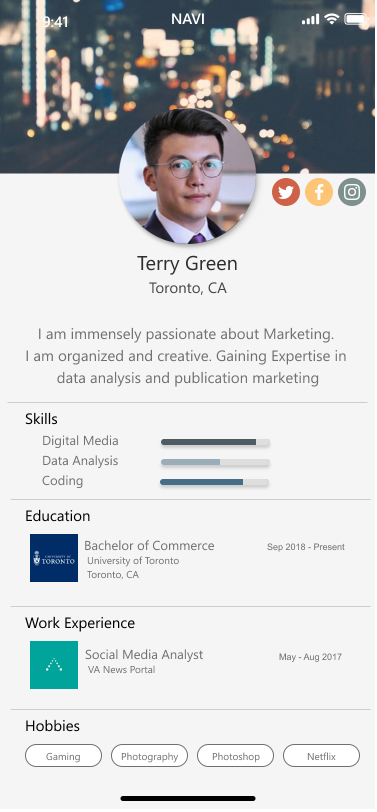 9:41
NAVI
Terry Green
Toronto, CA
I am immensely passionate about Marketing.
I am organized and creative. Gaining Expertise in
data analysis and publication marketing
Skills
Digital Media
Data Analysis
Coding
Education
UNIVERSITY OF
TORONTO
Bachelor of Commerce
Sep 2018 - Present
University of Toronto
Toronto, CA
Work Experience
Social Media Analyst
May - Aug 2017
VA News Portal
Hobbies
Gaming
Photography
Photoshop
Netflix